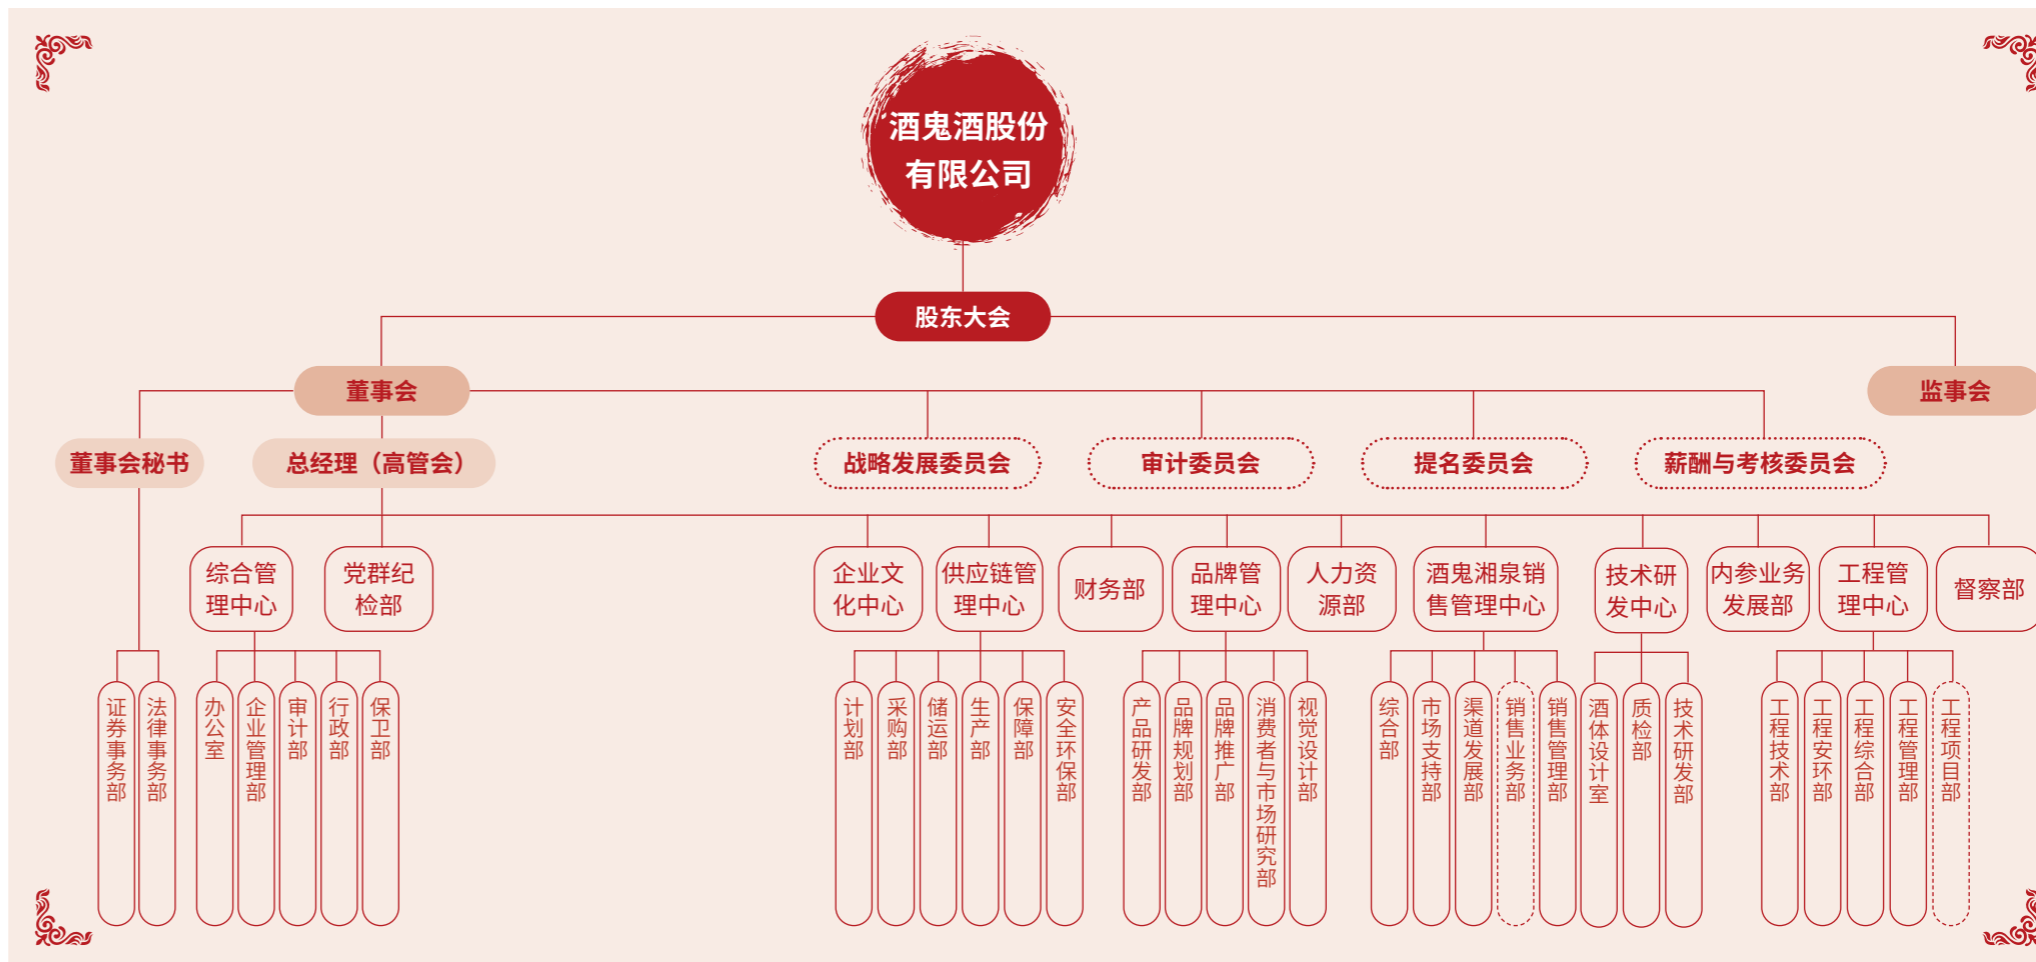 酒鬼酒股份
有限公司
股东大会
董事会
监事会
董事会秘书
总经理（高管会）
战略发展委员会
审计委员会
提名委员会
薪酬与考核委员会
综合管
理中心
党群纪
检部
企业文
化中心
供应链管
理中心
财务部
品牌管
理中心
人力资
源部
酒鬼湘泉销
售管理中心
技术研
发中心
内参业务
发展部
工程管
理中心
督察部
证券事务部
法律事务部
办公室
企业管理部
审计部
行政部
保卫部
计划部
采购部
储运部
生产部
保障部
安全环保部
产品研发部
品牌规划部
品牌推广部
消费者与市场研究部
视觉设计部
综合部
市场支持部
渠道发展部
销售业务部
销售管理部
酒体设计室
质检部
技术研发部
工程技术部
工程安环部
工程综合部
工程管理部
工程项目部